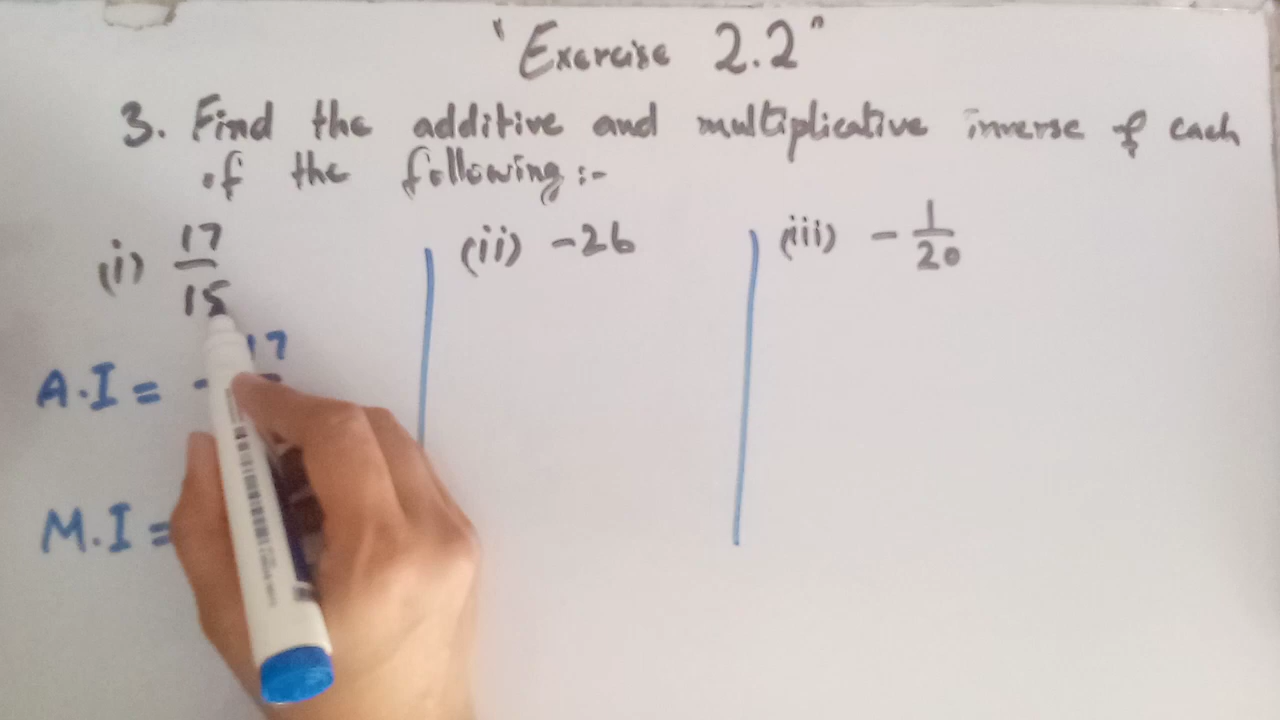 "Exercise 2.2"
3. Find the additive and multiplicative inverse of each
of the following:-
(i) 17/15
(ii) -26
(iii) - 1/20
A.I = - 17
M.I =